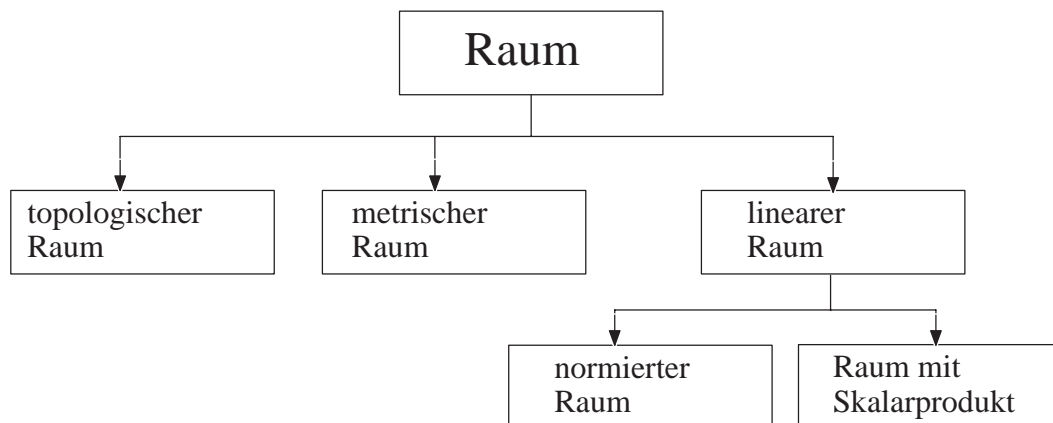 Raum
topologischer
Raum
metrischer
Raum
linearer
Raum
normierter
Raum
Raum mit
Skalarprodukt